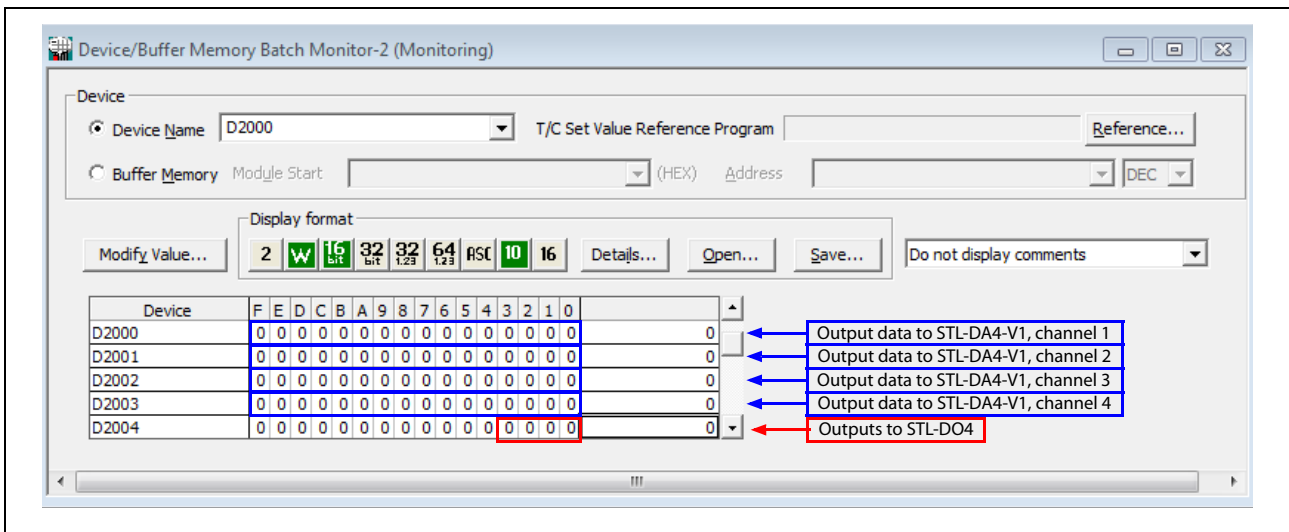 Device/Buffer Memory Batch Monitor-2 (Monitoring)
Device
Device Name D2000 T/C Set Value Reference Program Reference...
Buffer Memory Module Start (HEX) Address DEC
Display format
Modify Value... 2 W 16 bit 32 bit 32 1.23 64 1.23 ASC 10 16 Details... Open... Save... Do not display comments
Device F E D C B A 9 8 7 6 5 4 3 2 1 0
D2000 0 0 0 0 0 0 0 0 0 0 0 0 0 0 0 0 0 Output data to STL-DA4-V1, channel 1
D2001 0 0 0 0 0 0 0 0 0 0 0 0 0 0 0 0 0 Output data to STL-DA4-V1, channel 2
D2002 0 0 0 0 0 0 0 0 0 0 0 0 0 0 0 0 0 Output data to STL-DA4-V1, channel 3
D2003 0 0 0 0 0 0 0 0 0 0 0 0 0 0 0 0 0 Output data to STL-DA4-V1, channel 4
D2004 0 0 0 0 0 0 0 0 0 0 0 0 0 0 0 0 0 Outputs to STL-DO4